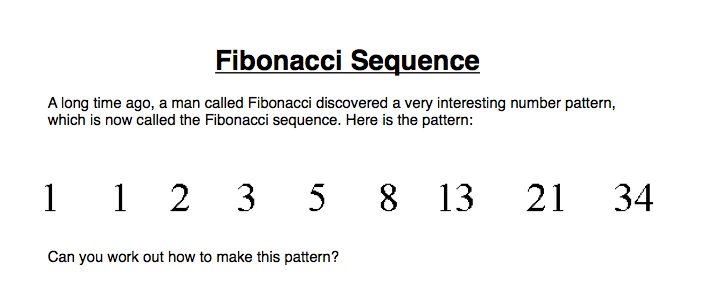 Fibonacci Sequence
A long time ago, a man called Fibonacci discovered a very interesting number pattern,
which is now called the Fibonacci sequence. Here is the pattern:
1 1 2 3 5 8 13 21 34
Can you work out how to make this pattern?